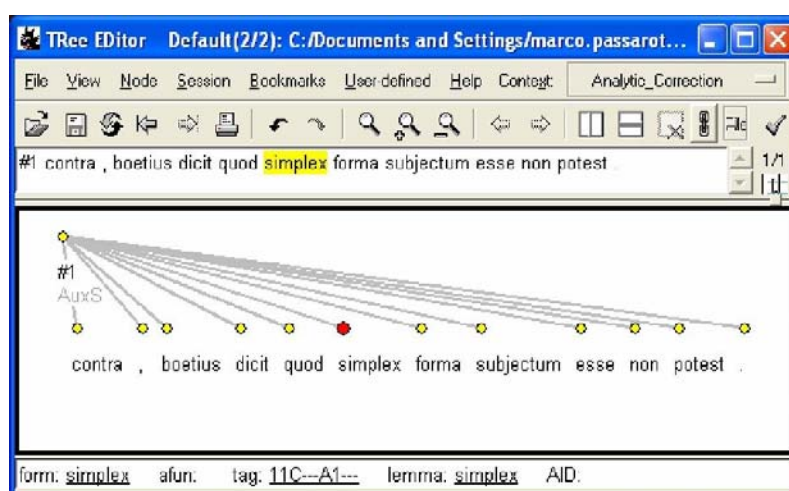 TRee EDitor Default(2/2): C:/Documents and Settings/marco.passarot...
File View Node Session Bookmarks User-defined Help Context: Analytic_Correction
#1 contra , boetius dicit quod simplex forma subjectum esse non potest . 1/1
#1
AuxS
contra , boetius dicit quod simplex forma subjectum esse non potest .
form: simplex afun: tag: 11C---A1--- lemma: simplex AID: